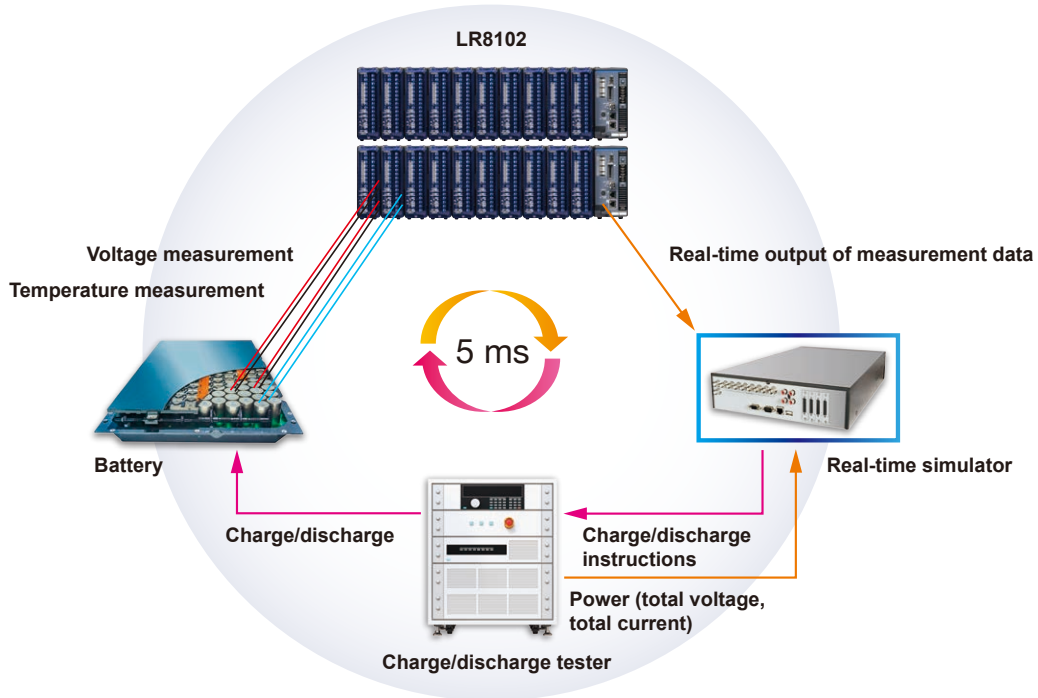 LR8102
Voltage measurement
Temperature measurement
Real-time output of measurement data
5 ms
Battery
Real-time simulator
Charge/discharge
Charge/discharge
instructions
Power (total voltage,
total current)
Charge/discharge tester